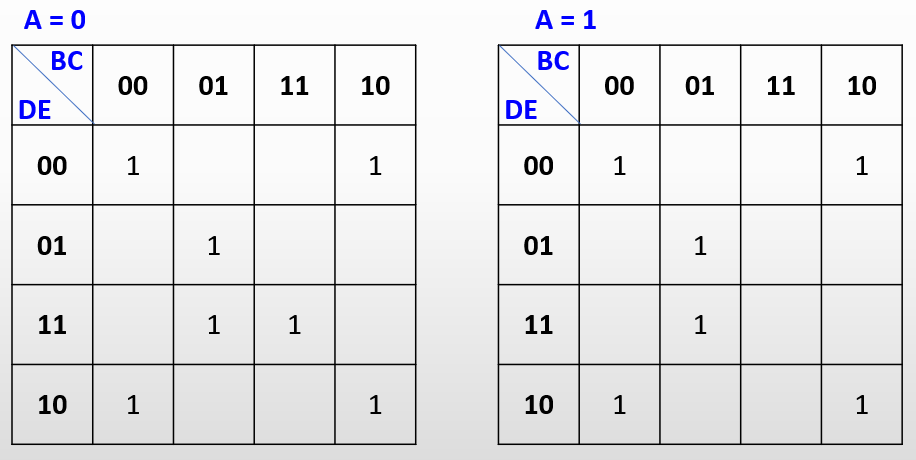 A = 0 A = 1
BC 00 01 11 10 BC 00 01 11 10
DE DE
00 1 1 00 1 1
01 1 01 1
11 1 1 11 1
10 1 1 10 1 1